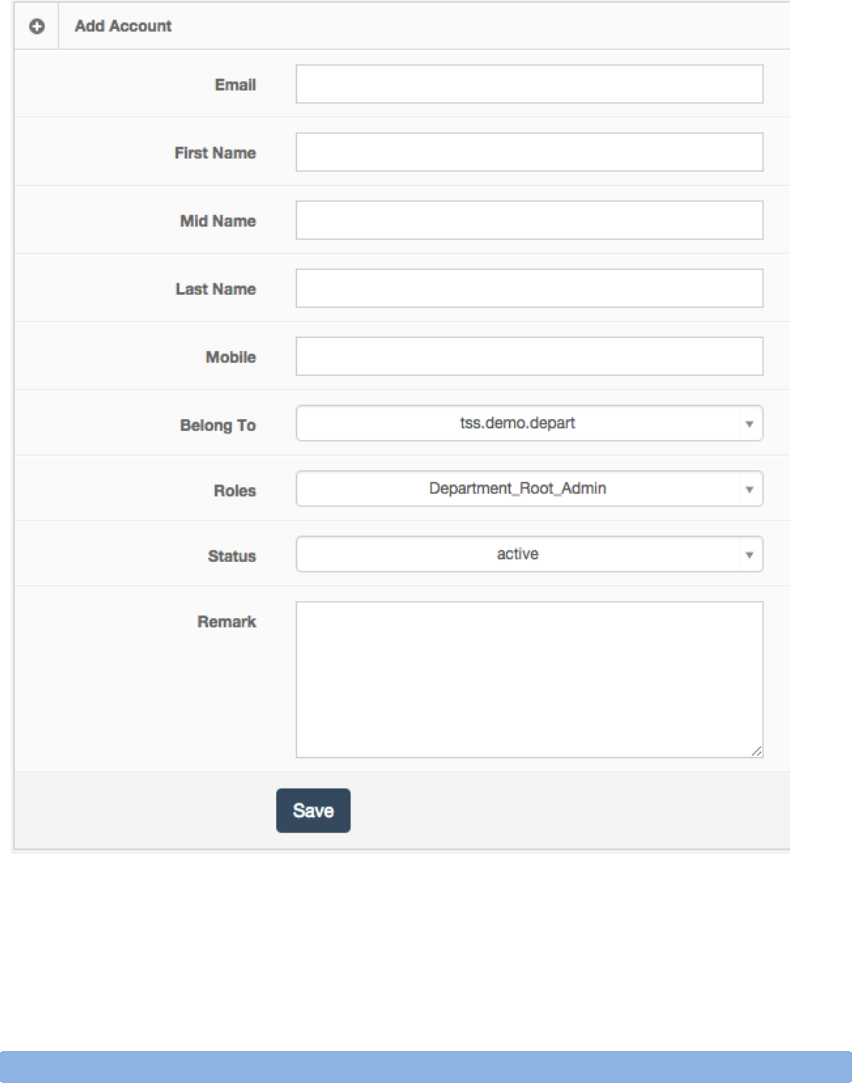 Add Account
Email
First Name
Mid Name
Last Name
Mobile
Belong To tss.demo.depart
Roles Department_Root_Admin
Status active
Remark
Save